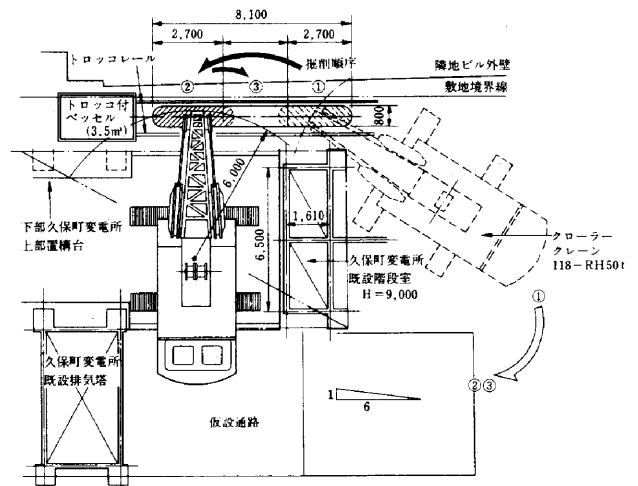 8,100
2,700
2,700
トロッコレール
掘削順序
②
③
①
隣地ビル外壁
敷地境界線
トロッコ付
ベッセル
(3.5㎥)
800
6,000
下部久保町変電所
上部置構台
1,610
6,500
久保町変電所
既設階段室
H=9,000
クローラー
クレーン
118-RH50t
①
久保町変電所
既設排気塔
②③
1
6
仮設通路